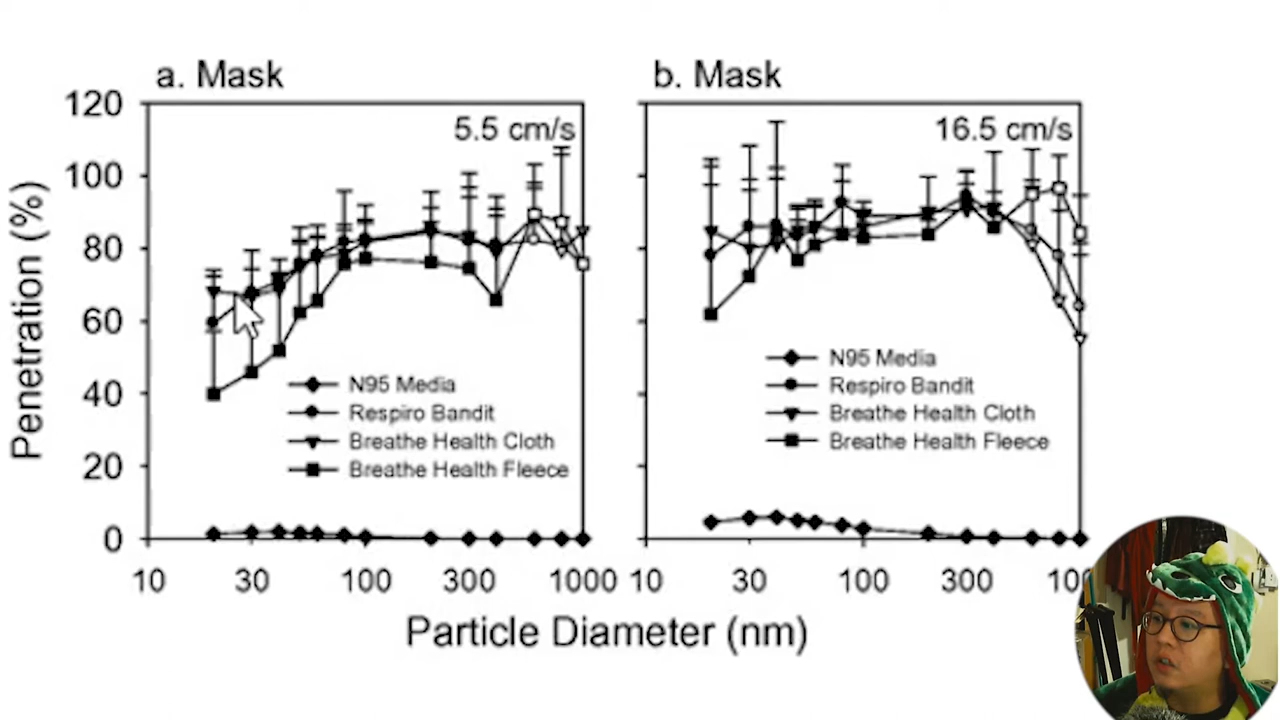 a. Mask
b. Mask
5.5 cm/s
16.5 cm/s
Penetration (%)
120
100
80
60
40
20
0
N95 Media
Respiro Bandit
Breathe Health Cloth
Breathe Health Fleece
N95 Media
Respiro Bandit
Breathe Health Cloth
Breathe Health Fleece
10 30 100 300 1000
10 30 100 300
Particle Diameter (nm)